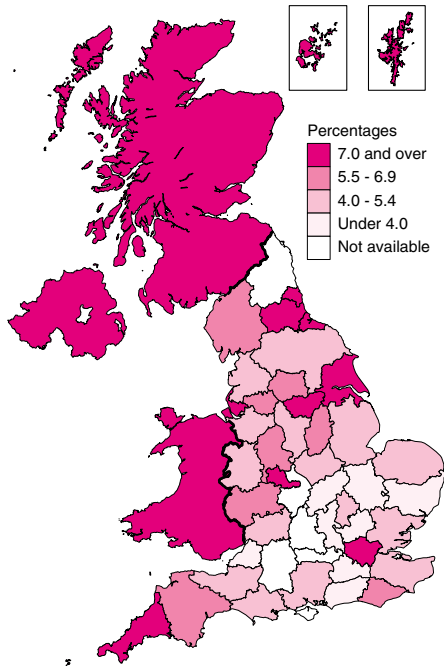 Percentages
7.0 and over
5.5 - 6.9
4.0 - 5.4
Under 4.0
Not available